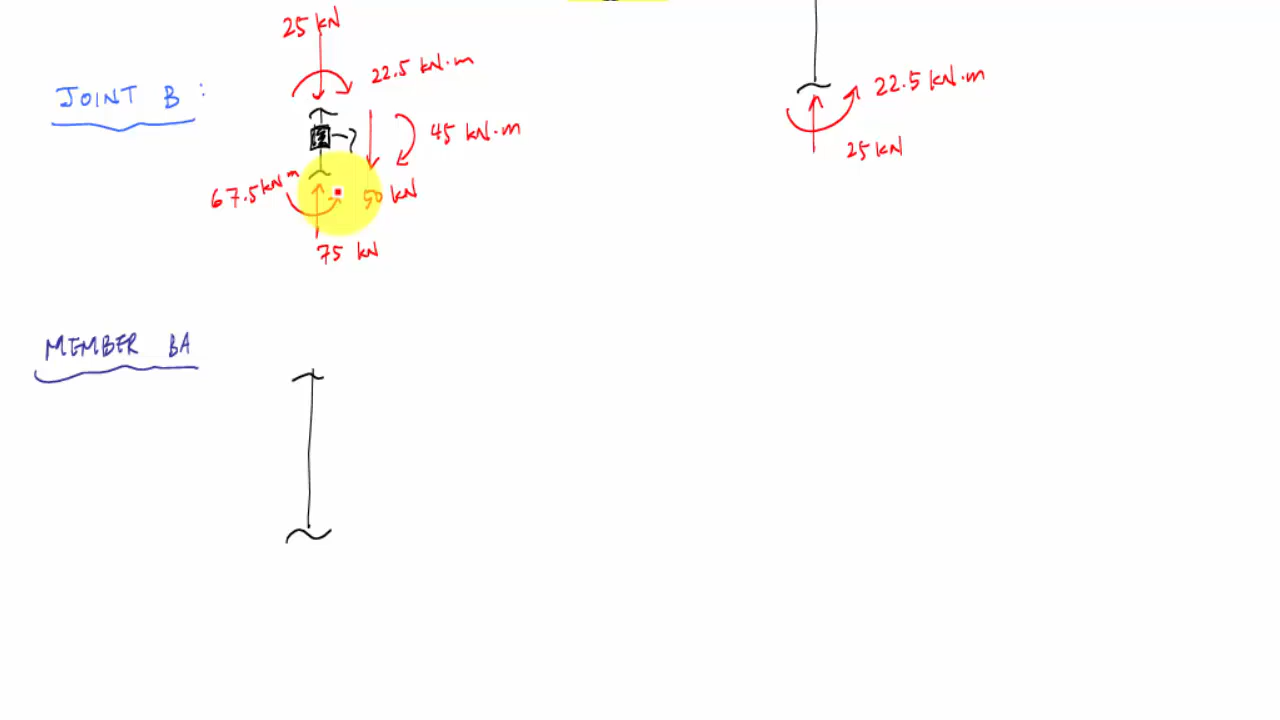 25 kN
22.5 kN·m
JOINT B :
45 kN·m
67.5 kN m
50 kN
75 kN
22.5 kN·m
25 kN
MEMBER BA